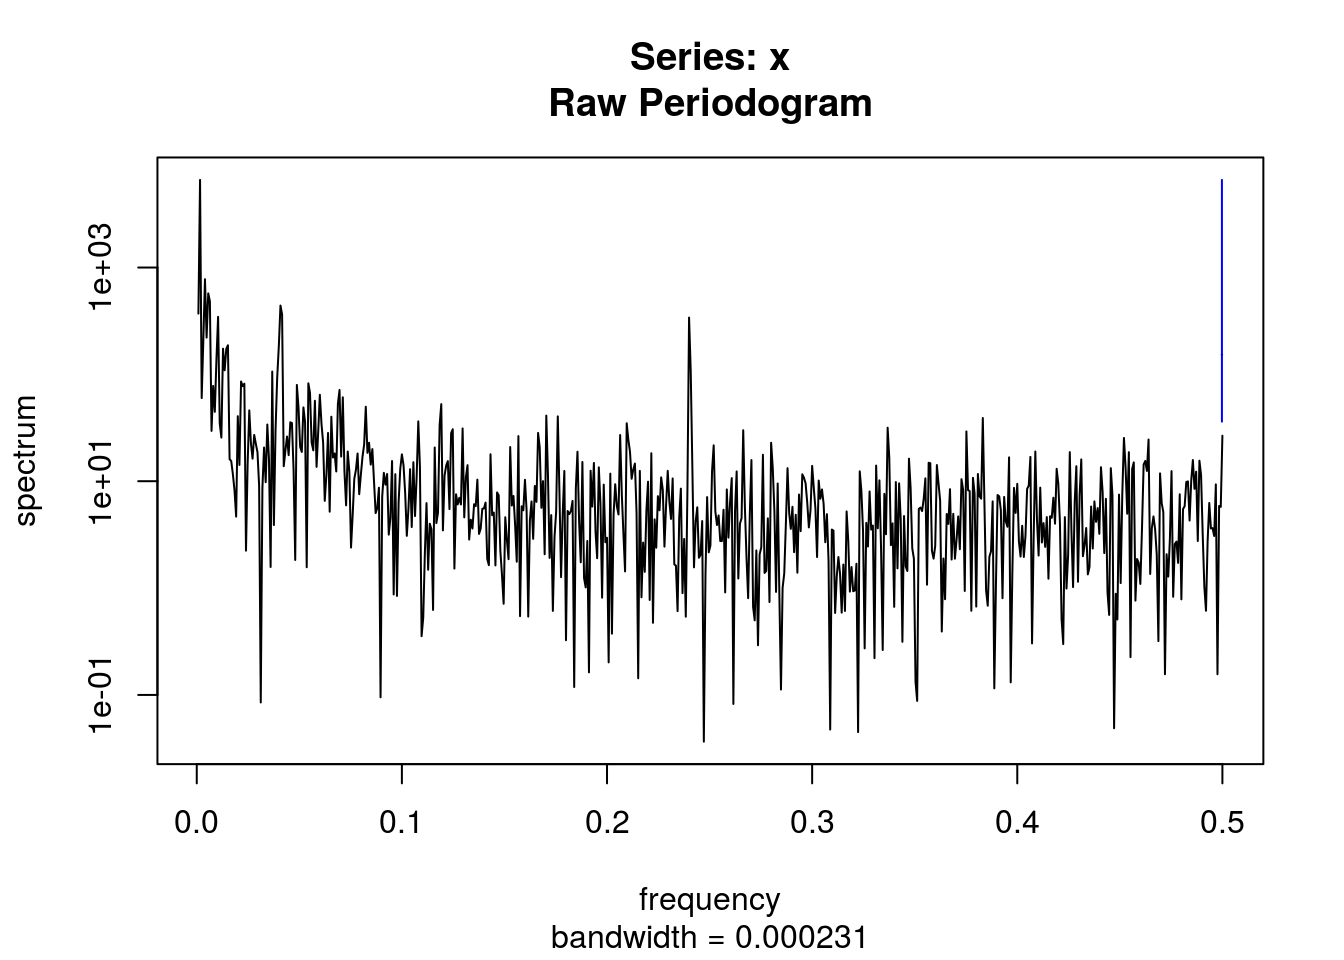 Series: x
Raw Periodogram
spectrum
1e+03
1e+01
1e-01
0.0 0.1 0.2 0.3 0.4 0.5
frequency
bandwidth = 0.000231